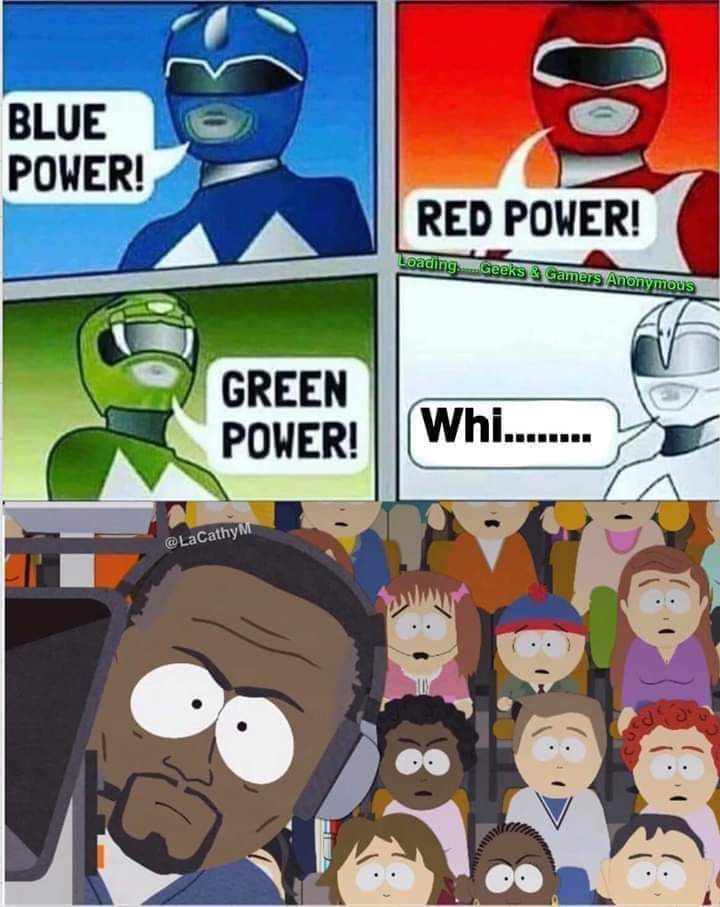 BLUE
POWER!
RED POWER!
Loading......Geeks & Gamers Anonymous
GREEN
POWER!
Whi........
@LaCathyM